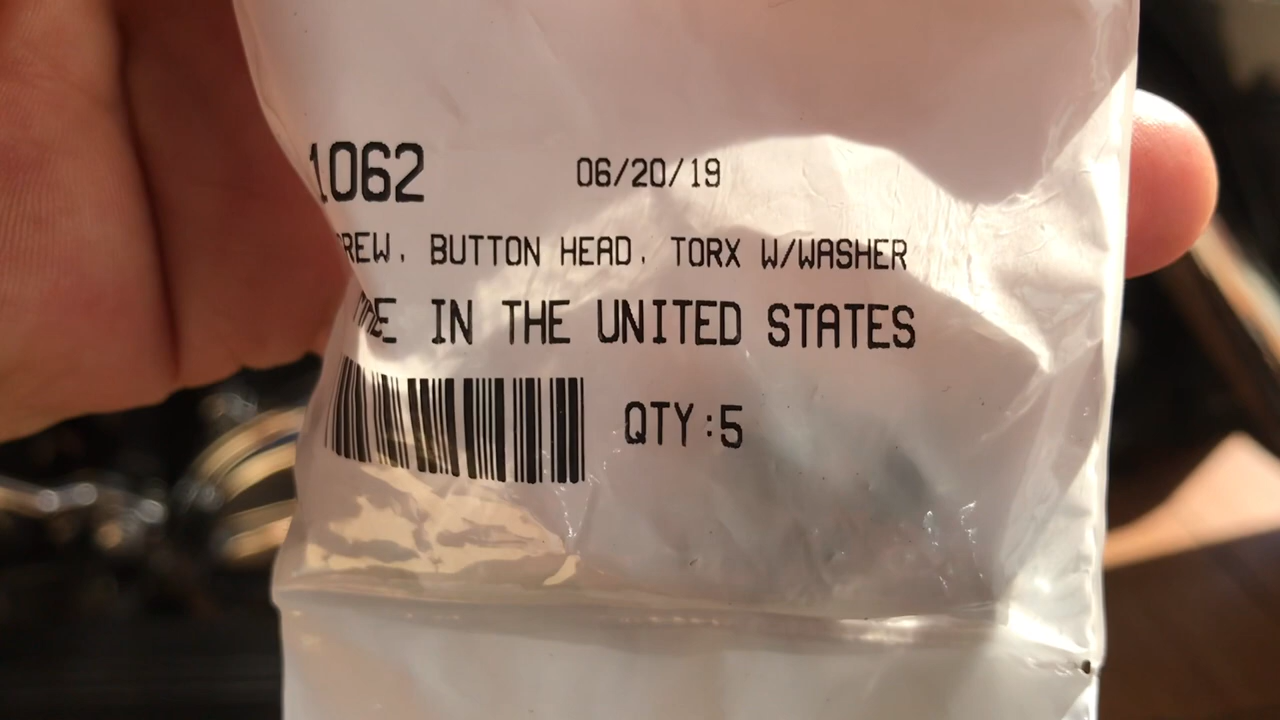 1062 06/20/19
REW, BUTTON HEAD, TORX W/WASHER
IN THE UNITED STATES
QTY:5